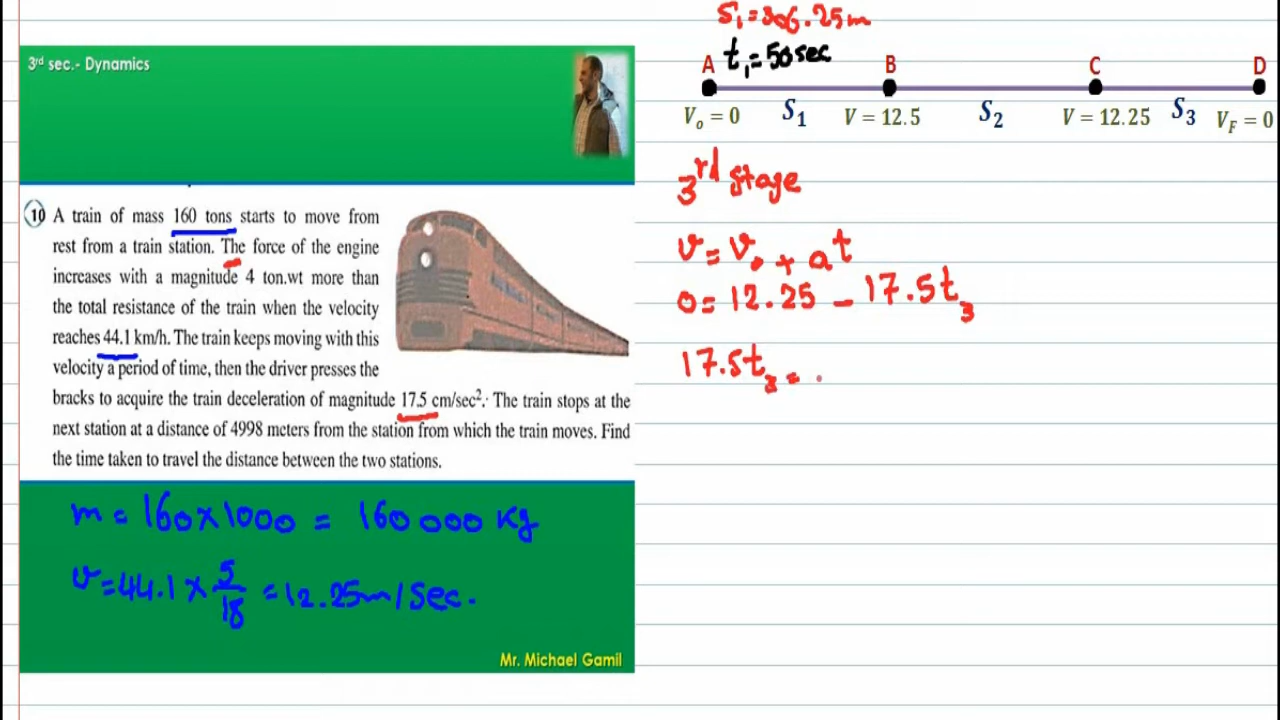 3rd sec.- Dynamics
10 A train of mass 160 tons starts to move from
rest from a train station. The force of the engine
increases with a magnitude 4 ton.wt more than
the total resistance of the train when the velocity
reaches 44.1 km/h. The train keeps moving with this
velocity a period of time, then the driver presses the
bracks to acquire the train deceleration of magnitude 17.5 cm/sec². The train stops at the
next station at a distance of 4998 meters from the station from which the train moves. Find
the time taken to travel the distance between the two stations.
m = 160 × 1000 = 160 000 kg
v = 44.1 × 5/18 = 12.25 m/sec.
Mr. Michael Gamil
S₁ = 306.25 m
t₁ = 50 sec
A B C D
V₀ = 0 S₁ V = 12.5 S₂ V = 12.25 S₃ V_F = 0
3rd stage
v = v₀ + at
0 = 12.25 - 17.5t₃
17.5t₃ =